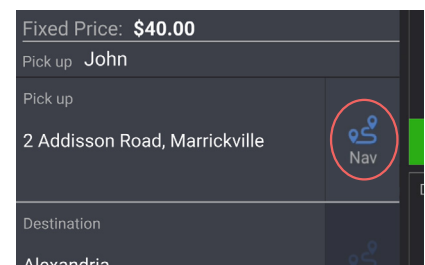 Fixed Price: $40.00
Pick up John
Pick up
2 Addisson Road, Marrickville
Nav
Destination
Alexandria